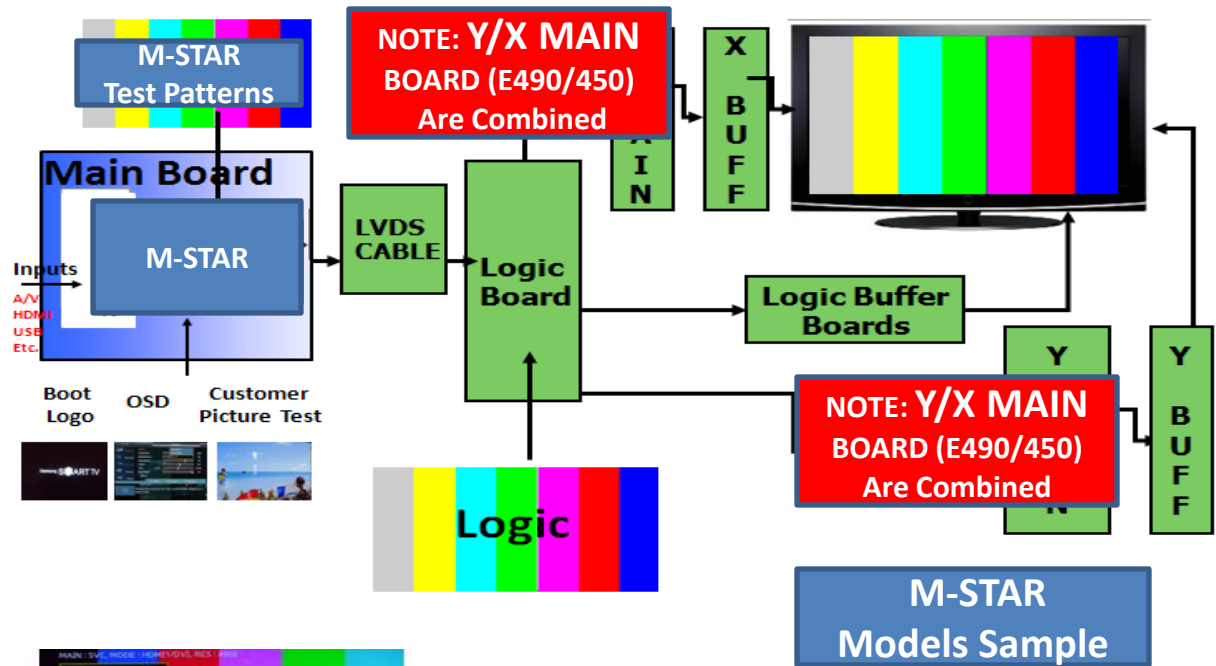 M-STAR
Test Patterns
NOTE: Y/X MAIN
BOARD (E490/450)
Are Combined
A
I
N
X
B
U
F
F
Main Board
M-STAR
Inputs
A/V
HDMI
USB
Etc.
LVDS
CABLE
Logic
Board
Logic Buffer
Boards
Boot
Logo
OSD
Customer
Picture Test
SMART TV
Y
NOTE: Y/X MAIN
BOARD (E490/450)
Are Combined
N
Y
B
U
F
F
Logic
M-STAR
Models Sample